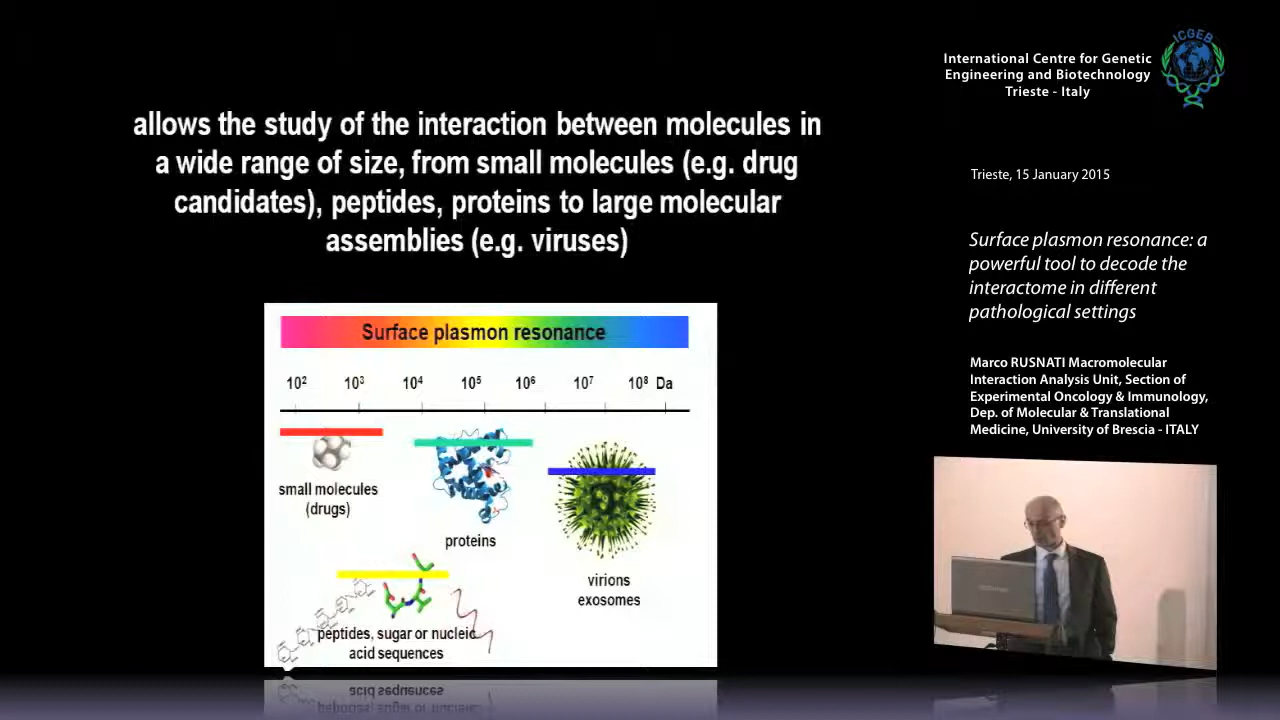 allows the study of the interaction between molecules in
a wide range of size, from small molecules (e.g. drug
candidates), peptides, proteins to large molecular
assemblies (e.g. viruses)
Surface plasmon resonance
10² 10³ 10⁴ 10⁵ 10⁶ 10⁷ 10⁸ Da
small molecules
(drugs)
proteins
virions
exosomes
peptides, sugar or nucleic
acid sequences
International Centre for Genetic
Engineering and Biotechnology
Trieste - Italy
ICGEB
Trieste, 15 January 2015
Surface plasmon resonance: a
powerful tool to decode the
interactome in different
pathological settings
Marco RUSNATI Macromolecular
Interaction Analysis Unit, Section of
Experimental Oncology & Immunology,
Dep. of Molecular & Translational
Medicine, University of Brescia - ITALY